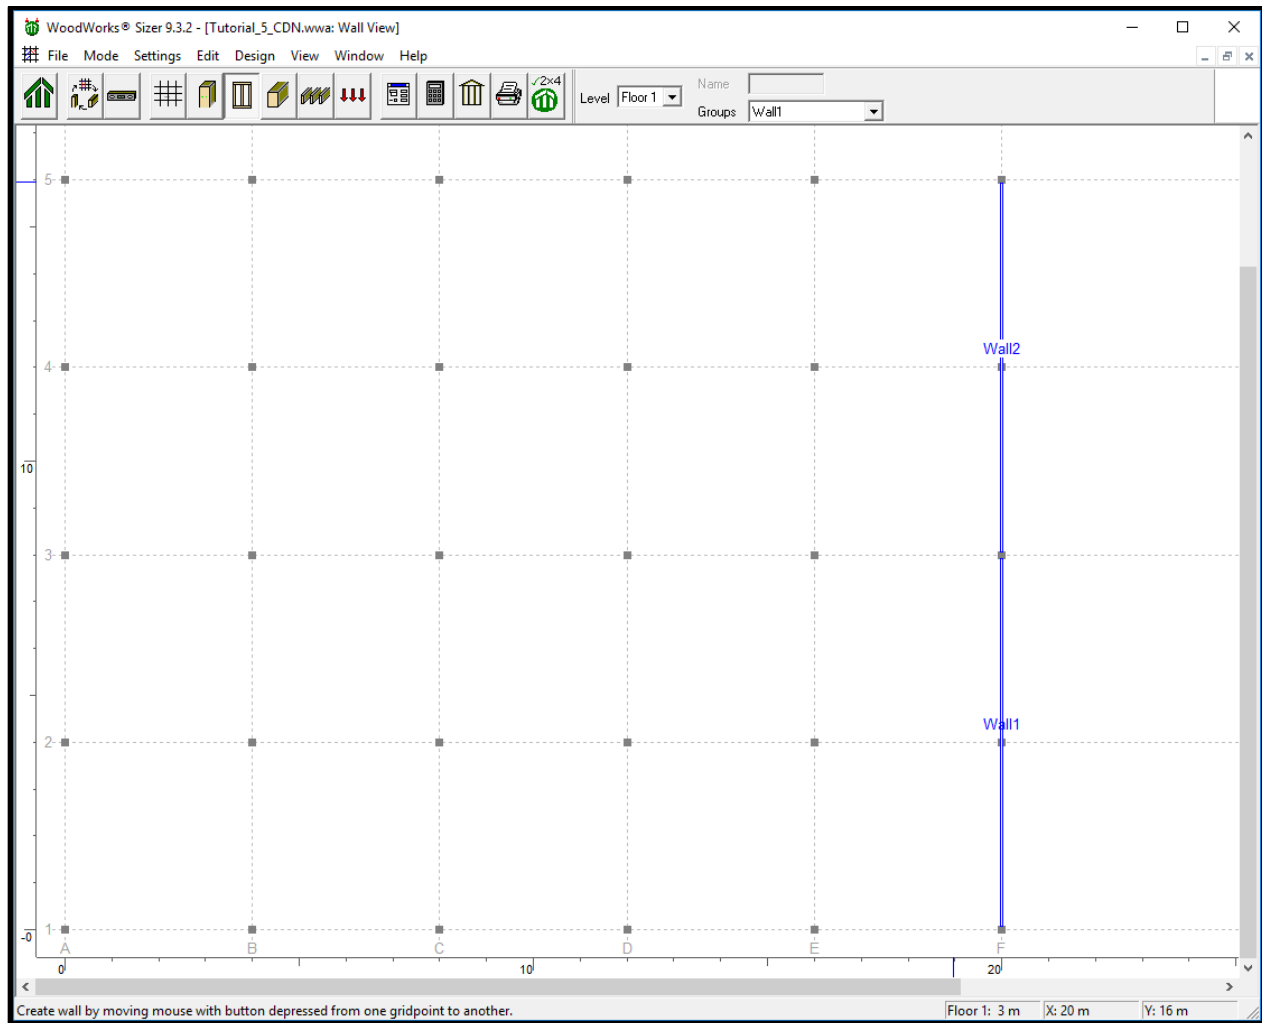 WoodWorks® Sizer 9.3.2 - [Tutorial_5_CDN.wwa: Wall View]
File Mode Settings Edit Design View Window Help
√2×4
Level Floor 1 Name
Groups Wall1
5
4
Wall2
10
3
2
Wall1
-0 1
A B C D E F
0 10 20
Create wall by moving mouse with button depressed from one gridpoint to another. Floor 1: 3 m X: 20 m Y: 16 m